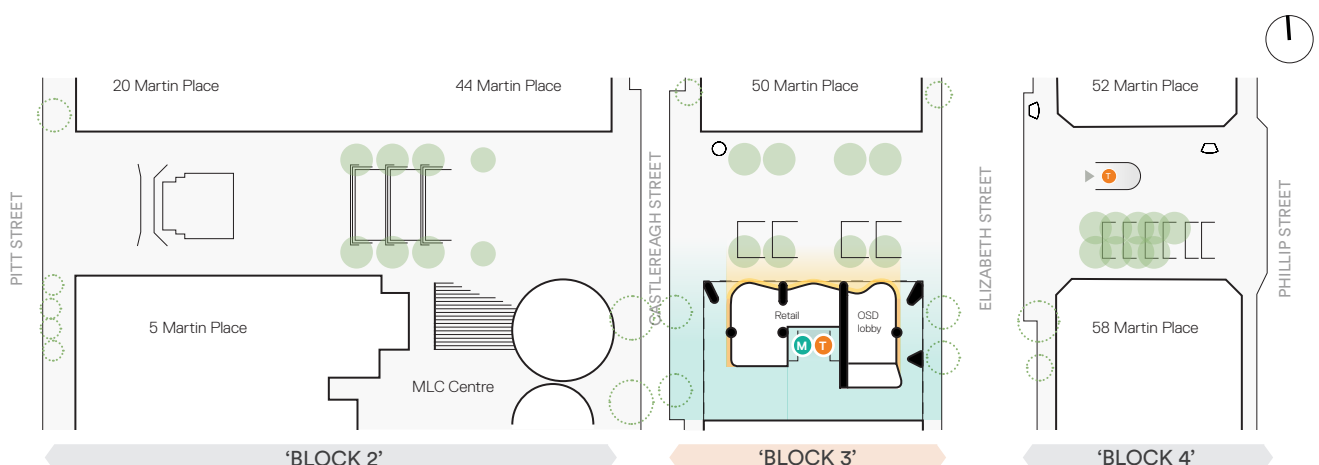 20 Martin Place
44 Martin Place
50 Martin Place
52 Martin Place
PITT STREET
CASTLEREAGH STREET
ELIZABETH STREET
PHILLIP STREET
T
5 Martin Place
MLC Centre
Retail
OSD
lobby
M T
58 Martin Place
‘BLOCK 2’
‘BLOCK 3’
‘BLOCK 4’